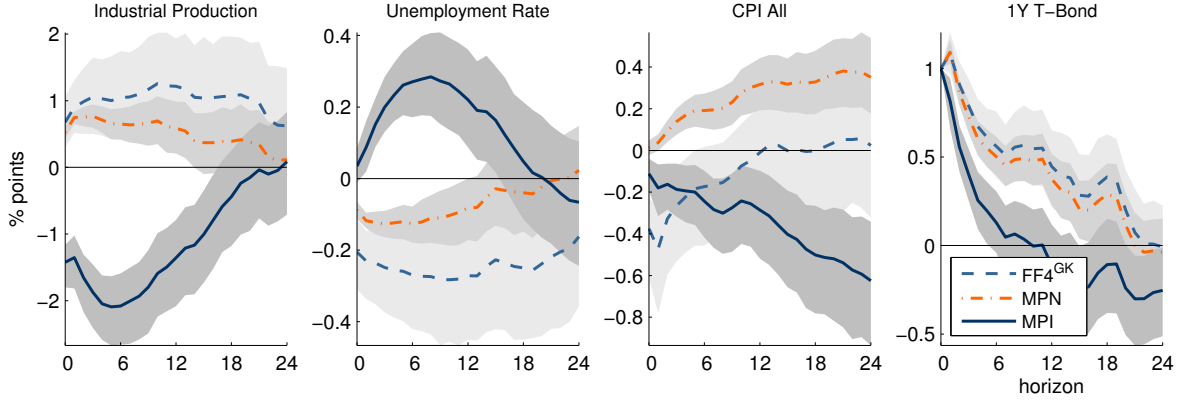 Industrial Production
Unemployment Rate
CPI All
1Y T-Bond
% points
2
1
0
−1
−2
0 6 12 18 24
0.4
0.2
0
−0.2
−0.4
0 6 12 18 24
0.4
0.2
0
−0.2
−0.4
−0.6
−0.8
0 6 12 18 24
1
0.5
0
−0.5
FF4^GK
MPN
MPI
0 6 12 18 24
horizon